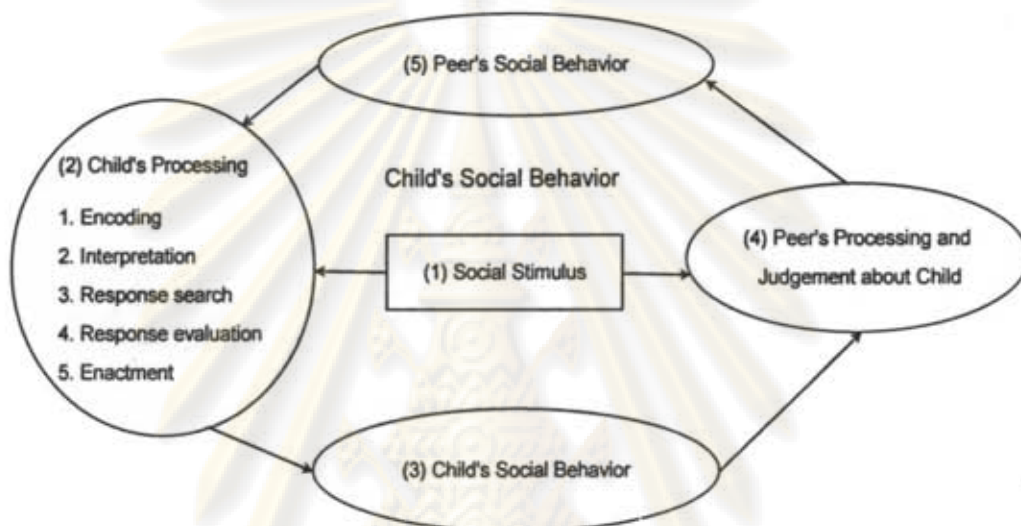 (5) Peer's Social Behavior
(2) Child's Processing
1. Encoding
2. Interpretation
3. Response search
4. Response evaluation
5. Enactment
Child's Social Behavior
(1) Social Stimulus
(4) Peer's Processing and
Judgement about Child
(3) Child's Social Behavior